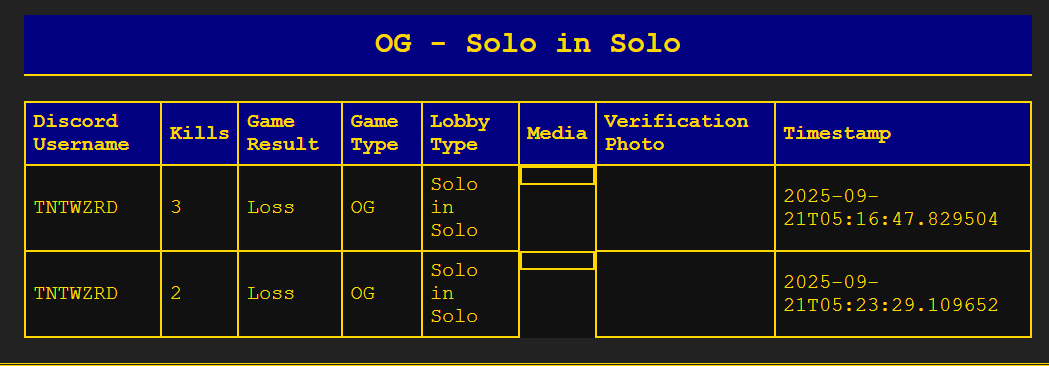 OG - Solo in Solo
Discord Username Kills Game Result Game Type Lobby Type Media Verification Photo Timestamp
TNTWZRD 3 Loss OG Solo in Solo 2025-09-21T05:16:47.829504
TNTWZRD 2 Loss OG Solo in Solo 2025-09-21T05:23:29.109652